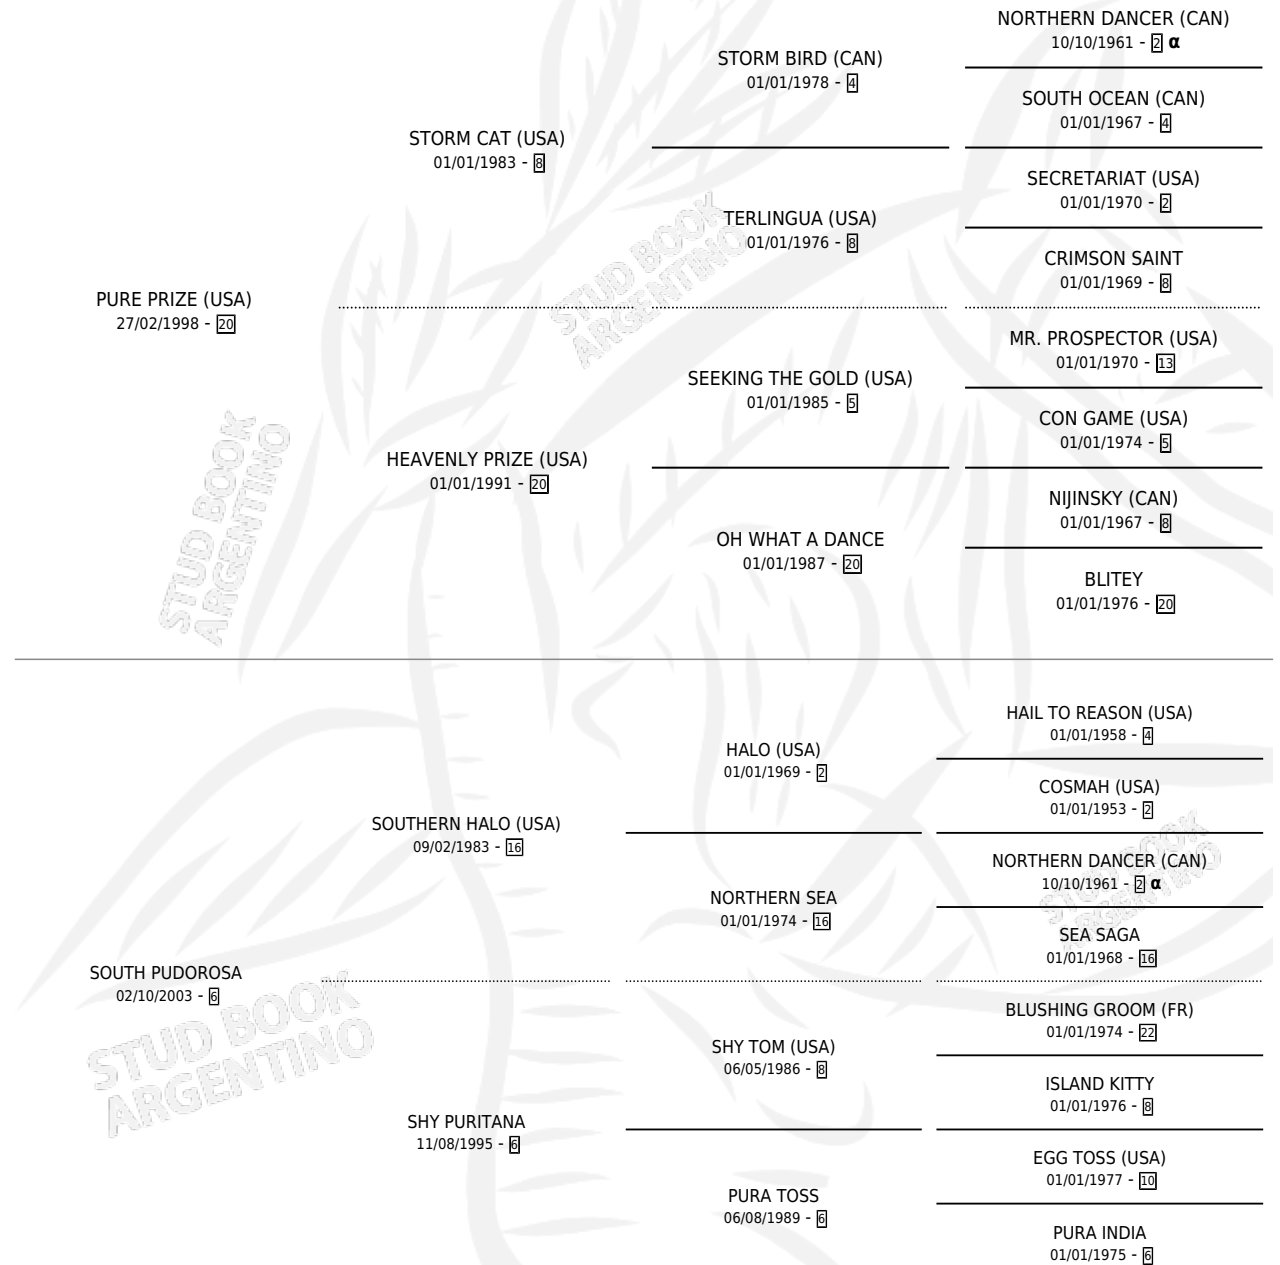 NORTHERN DANCER (CAN)
10/10/1961 - 2 α
STORM BIRD (CAN)
01/01/1978 - 4
SOUTH OCEAN (CAN)
01/01/1967 - 4
STORM CAT (USA)
01/01/1983 - 8
SECRETARIAT (USA)
01/01/1970 - 2
TERLINGUA (USA)
01/01/1976 - 8
CRIMSON SAINT
01/01/1969 - 8
STUD BOOK
ARGENTINO
PURE PRIZE (USA)
27/02/1998 - 20
MR. PROSPECTOR (USA)
01/01/1970 - 13
SEEKING THE GOLD (USA)
01/01/1985 - 5
CON GAME (USA)
01/01/1974 - 5
HEAVENLY PRIZE (USA)
01/01/1991 - 20
NIJINSKY (CAN)
01/01/1967 - 8
OH WHAT A DANCE
01/01/1987 - 20
BLITEY
01/01/1976 - 20
STUD BOOK
ARGENTINO
HAIL TO REASON (USA)
01/01/1958 - 4
HALO (USA)
01/01/1969 - 2
COSMAH (USA)
01/01/1953 - 2
SOUTHERN HALO (USA)
09/02/1983 - 16
NORTHERN DANCER (CAN)
10/10/1961 - 2 α
NORTHERN SEA
01/01/1974 - 16
SEA SAGA
01/01/1968 - 16
STUD BOOK
ARGENTINO
SOUTH PUDOROSA
02/10/2003 - 6
BLUSHING GROOM (FR)
01/01/1974 - 22
SHY TOM (USA)
06/05/1986 - 8
ISLAND KITTY
01/01/1976 - 8
STUD BOOK
ARGENTINO
SHY PURITANA
11/08/1995 - 6
EGG TOSS (USA)
01/01/1977 - 10
PURA TOSS
06/08/1989 - 6
PURA INDIA
01/01/1975 - 6